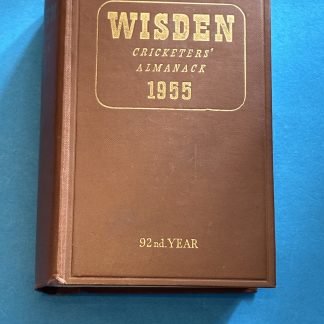 WISDEN
CRICKETERS'
ALMANACK
1955
92nd. YEAR